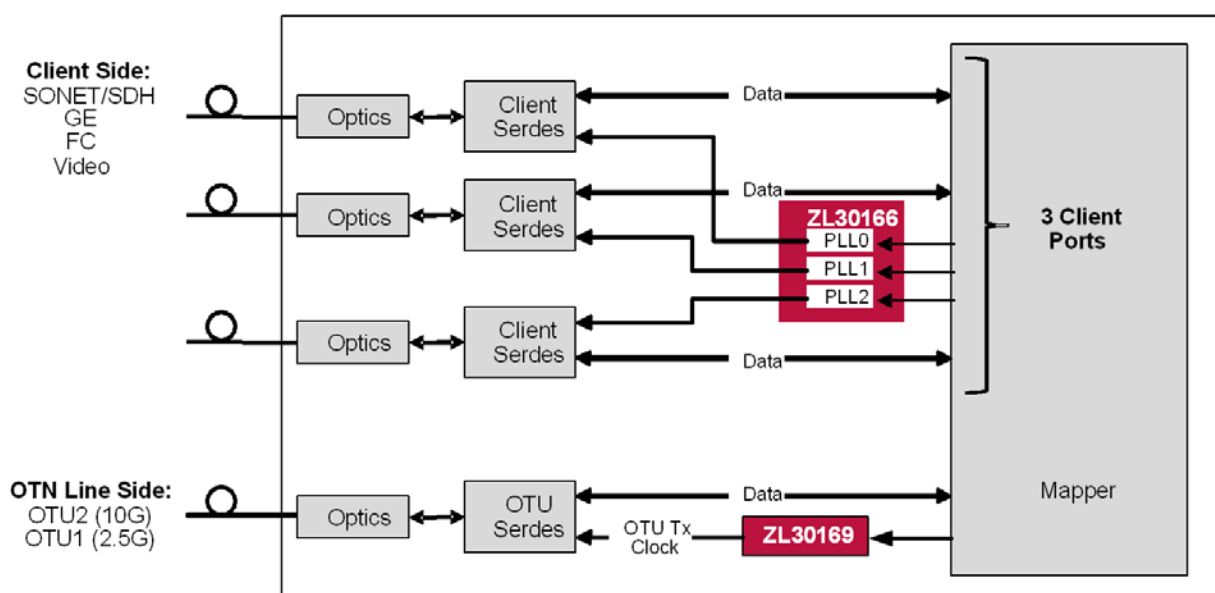 Client Side:
SONET/SDH
GE
FC
Video
Optics
Client
Serdes
Data
Optics
Client
Serdes
Data
ZL30166
PLL0
PLL1
PLL2
3 Client
Ports
Optics
Client
Serdes
Data
OTN Line Side:
OTU2 (10G)
OTU1 (2.5G)
Optics
OTU
Serdes
Data
OTU Tx
Clock
ZL30169
Mapper